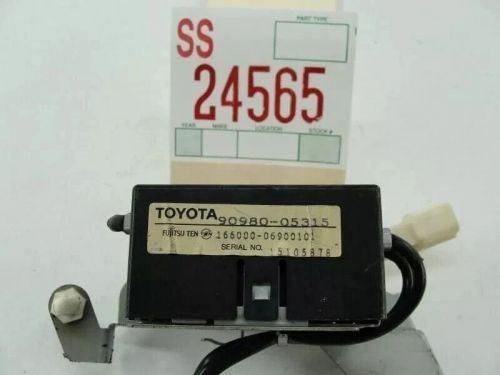 PART TYPE
SS
24565
YEAR MAKE LOCATION STOCK #
TOYOTA 90980-05315
FUJITSU TEN 166000-06900101
SERIAL NO. 15105878